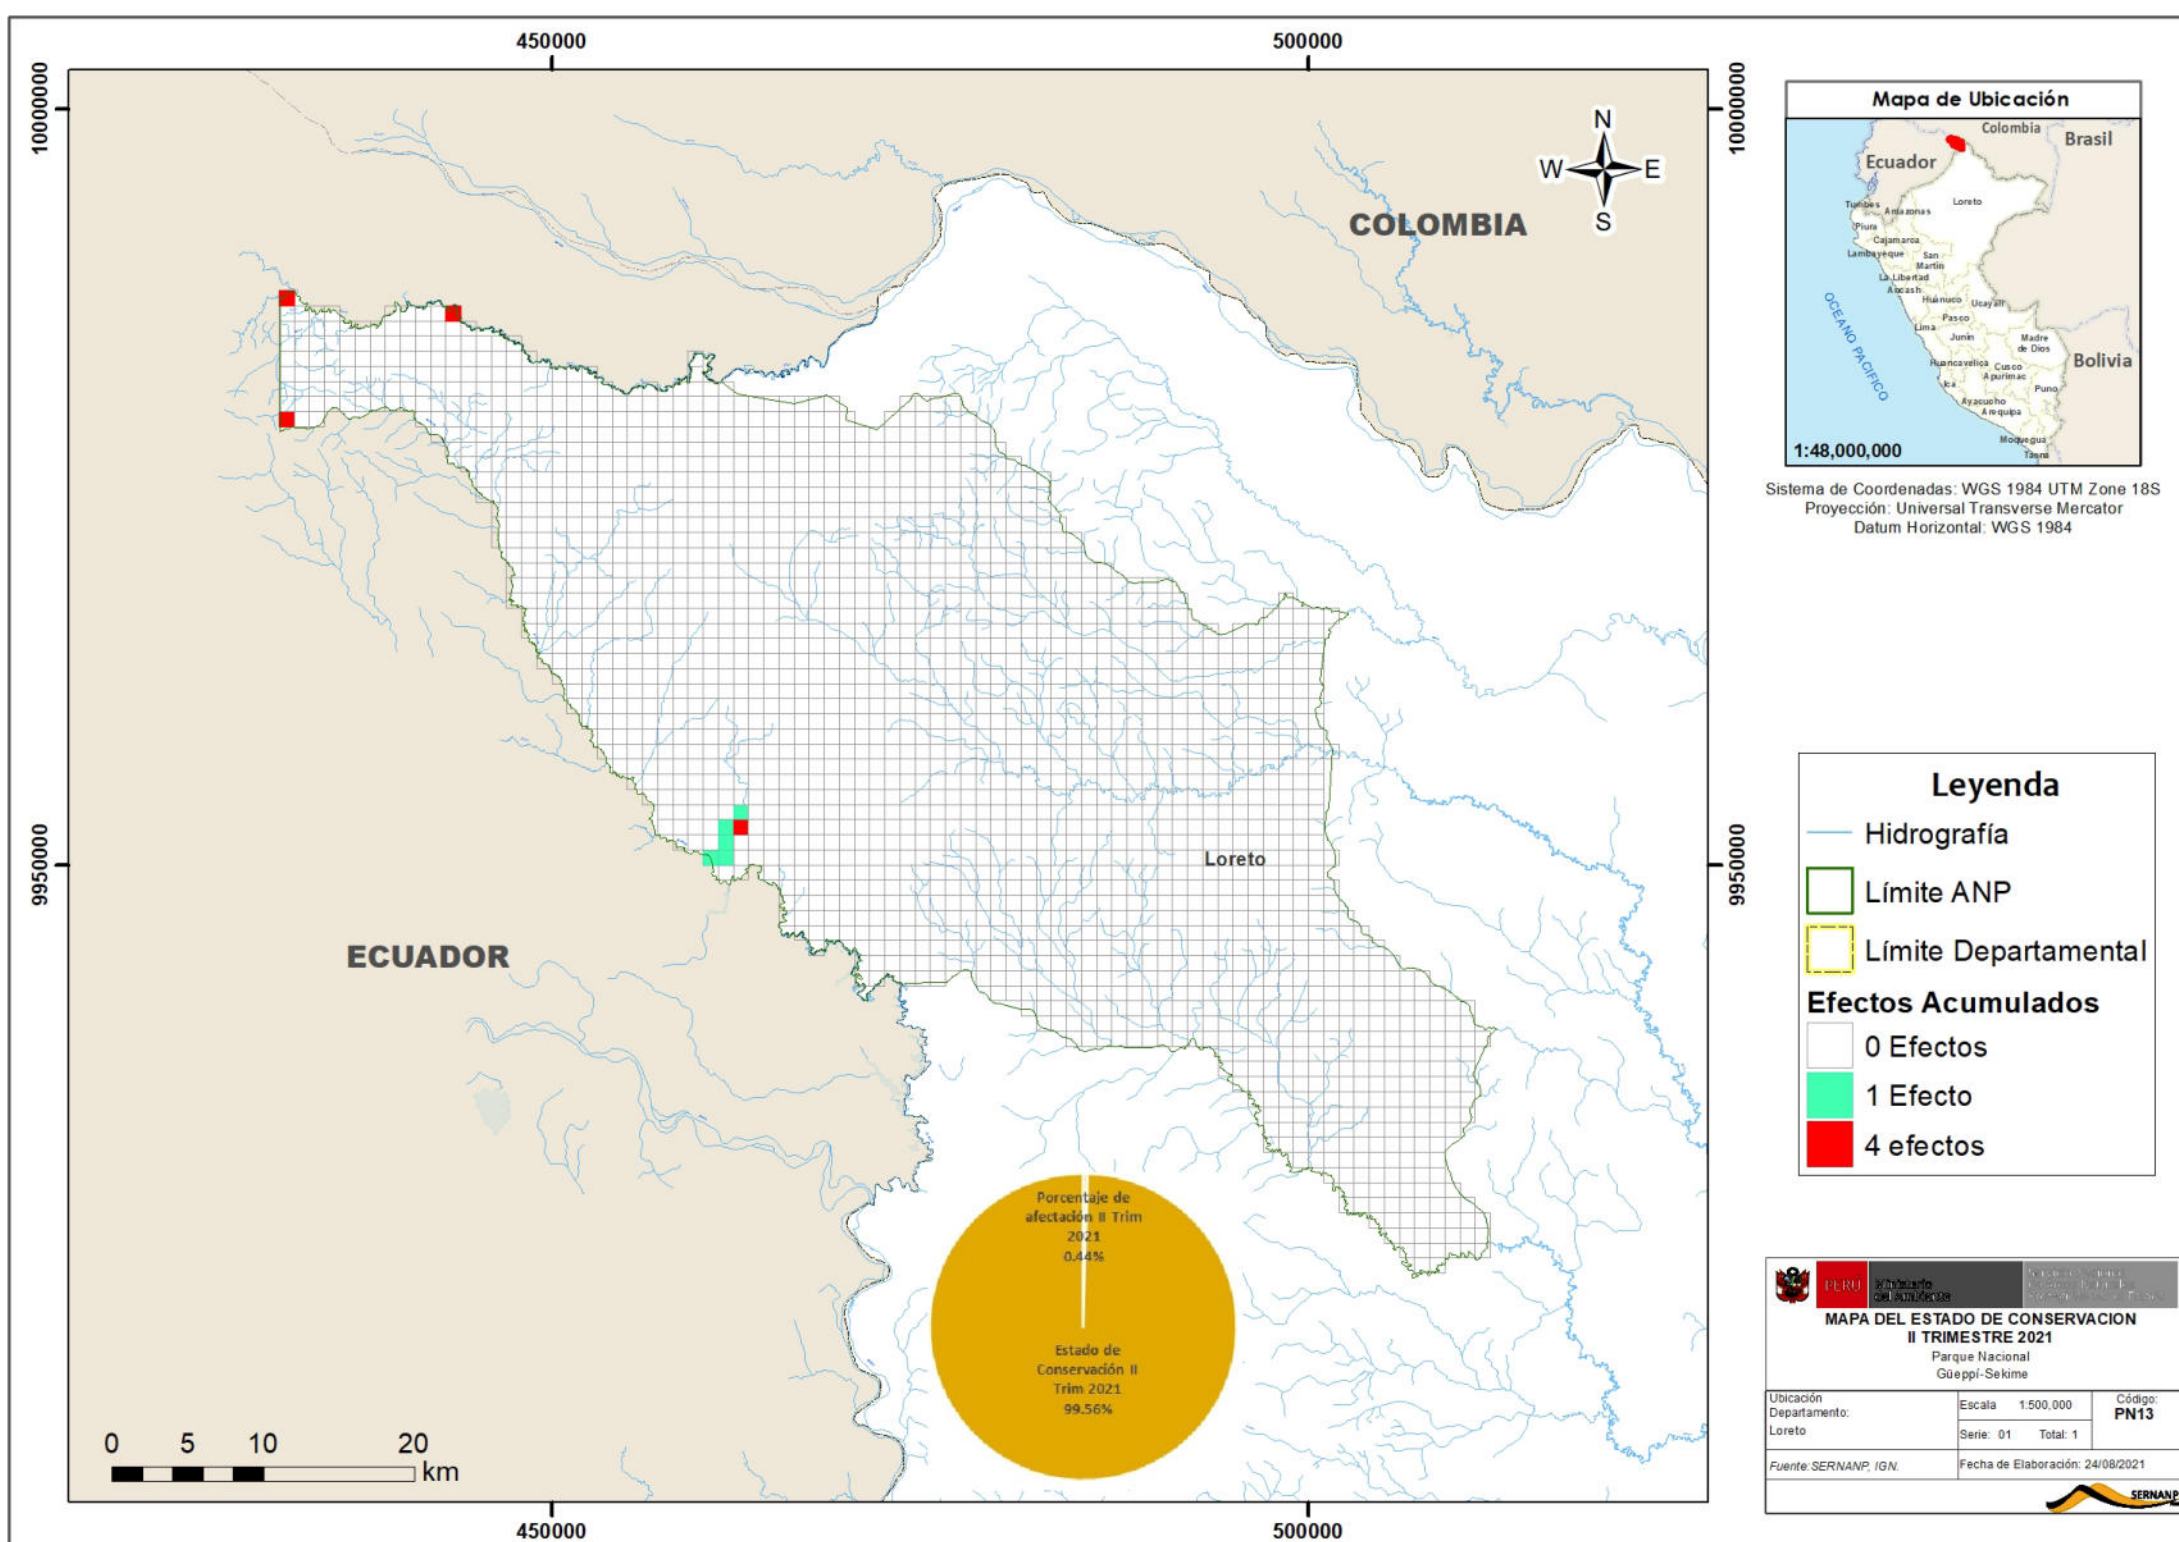 450000
500000
10000000
10000000
N
W
E
S
COLOMBIA
ECUADOR
Loreto
9950000
9950000
Porcentaje de
afectación II Trim
2021
0.44%
Estado de
Conservación II
Trim 2021
99.56%
0 5 10 20
km
450000
500000
Mapa de Ubicación
Colombia
Brasil
Ecuador
Loreto
Tumbes
Amazonas
Piura
Cajamarca
Lambayeque
San
Martín
La Libertad
Ancash
Huánuco
Ucayali
Pasco
Lima
Junín
Madre
de Dios
Bolivia
Huancavelica
Cusco
Apurimac
Ica
Puno
Ayacucho
Arequipa
Moquegua
Tacna
OCEANO PACIFICO
1:48,000,000
Sistema de Coordenadas: WGS 1984 UTM Zone 18S
Proyección: Universal Transverse Mercator
Datum Horizontal: WGS 1984
Leyenda
Hidrografía
Límite ANP
Límite Departamental
Efectos Acumulados
0 Efectos
1 Efecto
4 efectos
PERÚ
Ministerio
del Ambiente
MAPA DEL ESTADO DE CONSERVACION
II TRIMESTRE 2021
Parque Nacional
Güeppí-Sekime
Ubicación
Departamento:
Loreto
Escala 1:500,000
Código:
PN13
Serie: 01 Total: 1
Fuente: SERNANP, IGN.
Fecha de Elaboración: 24/08/2021
SERNANP